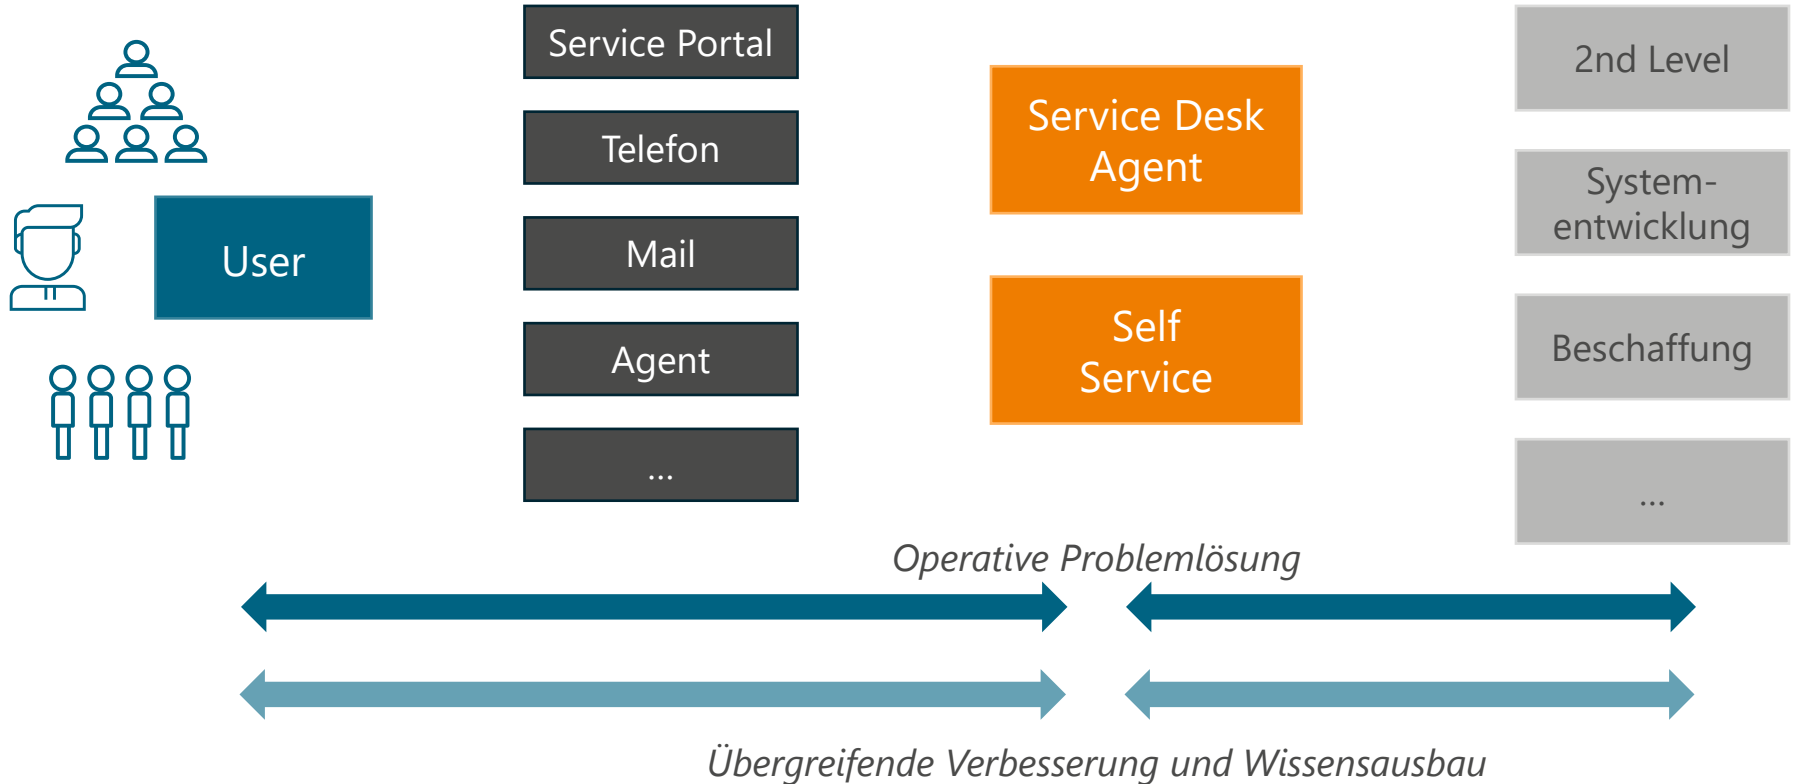 User
Service Portal
Telefon
Mail
Agent
...
Service Desk
Agent
Self
Service
2nd Level
System-
entwicklung
Beschaffung
...
Operative Problemlösung
Übergreifende Verbesserung und Wissensausbau